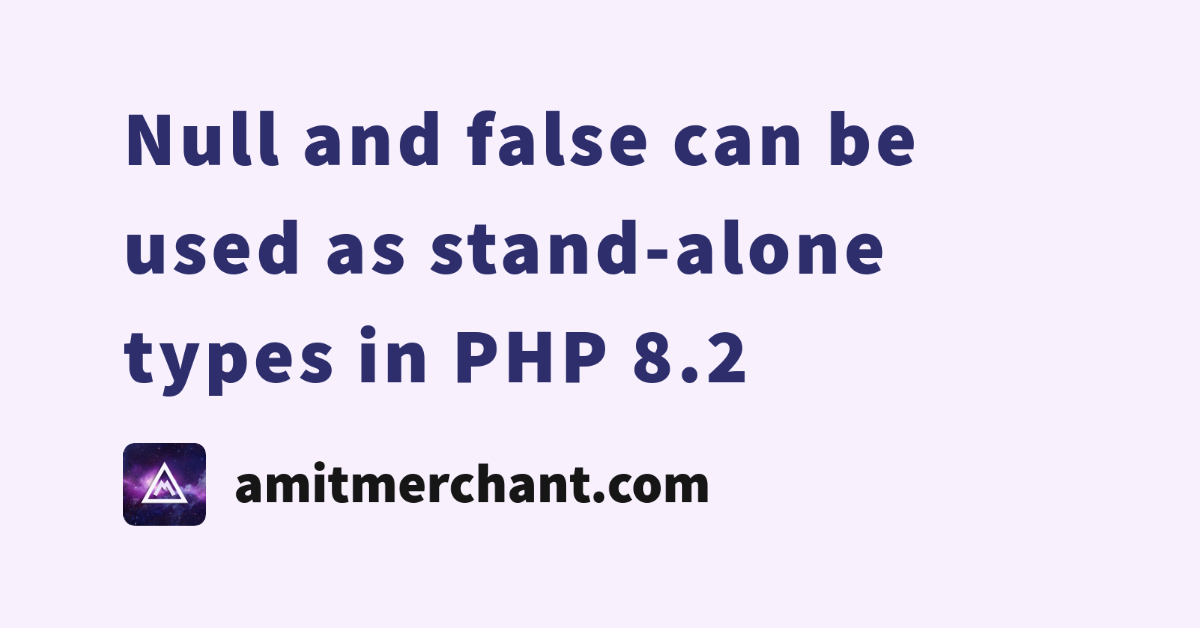 Null and false can be
used as stand-alone
types in PHP 8.2
amitmerchant.com